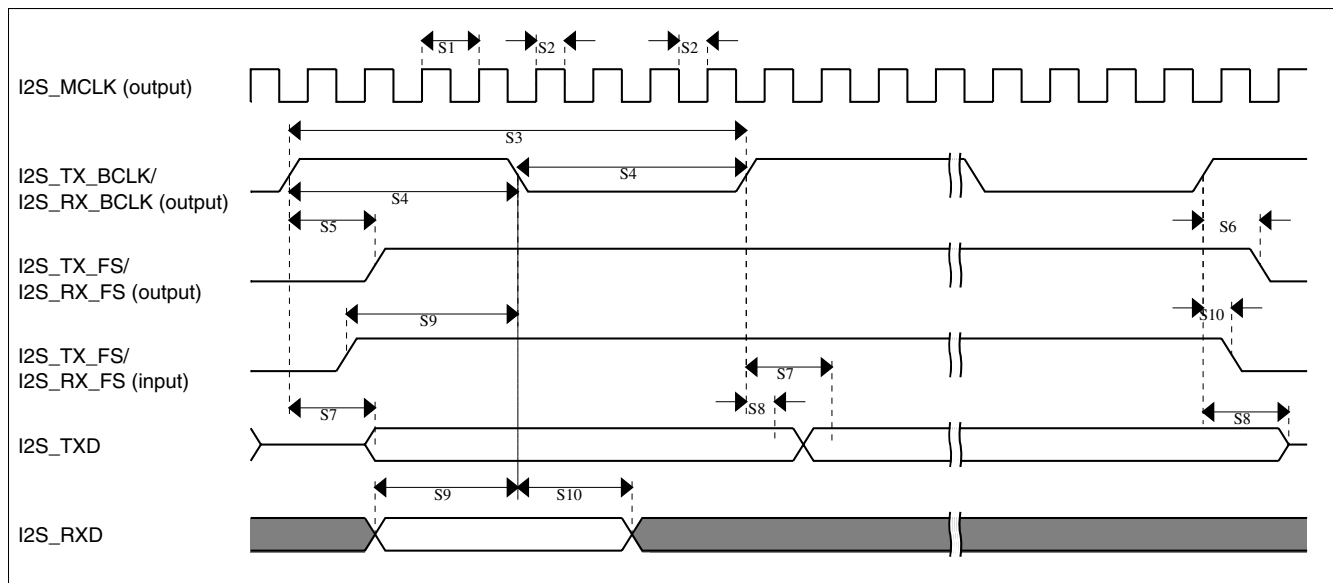 S1
S2
S2
I2S_MCLK (output)
S3
I2S_TX_BCLK/
I2S_RX_BCLK (output)
S4
S4
S5
S6
I2S_TX_FS/
I2S_RX_FS (output)
S9
S10
I2S_TX_FS/
I2S_RX_FS (input)
S7
S7
S8
S8
I2S_TXD
S9
S10
I2S_RXD